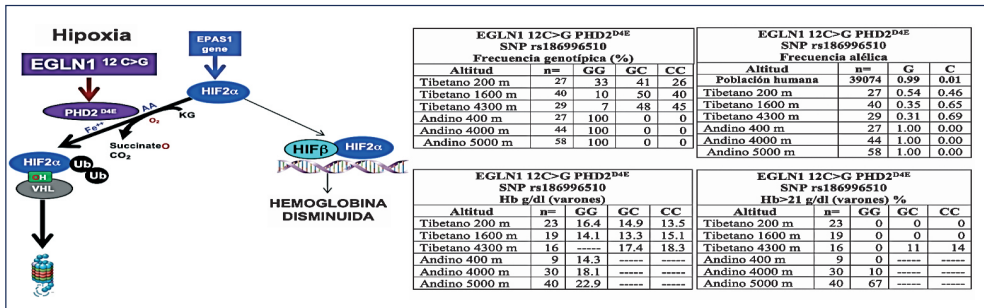 Hipoxia
EPAS1
gene
EGLN1 12 C>G
HIF2α
PHD2 D4E
AA
Fe++
O₂
KG
SuccinateO
CO₂
HIF2α
Ub
Ub
OH
VHL
HIFβ
HIF2α
HEMOGLOBINA
DISMINUIDA
EGLN1 12C>G PHD2D4E
SNP rs186996510
Frecuencia genotípica (%)
Altitud n= GG GC CC
Tibetano 200 m 27 33 41 26
Tibetano 1600 m 40 10 50 40
Tibetano 4300 m 29 7 48 45
Andino 400 m 27 100 0 0
Andino 4000 m 44 100 0 0
Andino 5000 m 58 100 0 0
EGLN1 12C>G PHD2D4E
SNP rs186996510
Frecuencia alélica
Altitud n= G C
Población humana 39074 0.99 0.01
Tibetano 200 m 27 0.54 0.46
Tibetano 1600 m 40 0.35 0.65
Tibetano 4300 m 29 0.31 0.69
Andino 400 m 27 1.00 0.00
Andino 4000 m 44 1.00 0.00
Andino 5000 m 58 1.00 0.00
EGLN1 12C>G PHD2D4E
SNP rs186996510
Hb g/dl (varones)
Altitud n= GG GC CC
Tibetano 200 m 23 16.4 14.9 13.5
Tibetano 1600 m 19 14.1 13.3 15.1
Tibetano 4300 m 16 ----- 17.4 18.3
Andino 400 m 9 14.3 ----- -----
Andino 4000 m 30 18.1 ----- -----
Andino 5000 m 40 22.9 ----- -----
EGLN1 12C>G PHD2D4E
SNP rs186996510
Hb>21 g/dl (varones) %
Altitud n= GG GC CC
Tibetano 200 m 23 0 0 0
Tibetano 1600 m 19 0 0 0
Tibetano 4300 m 16 0 11 14
Andino 400 m 9 0 ----- -----
Andino 4000 m 30 10 ----- -----
Andino 5000 m 40 67 ----- -----